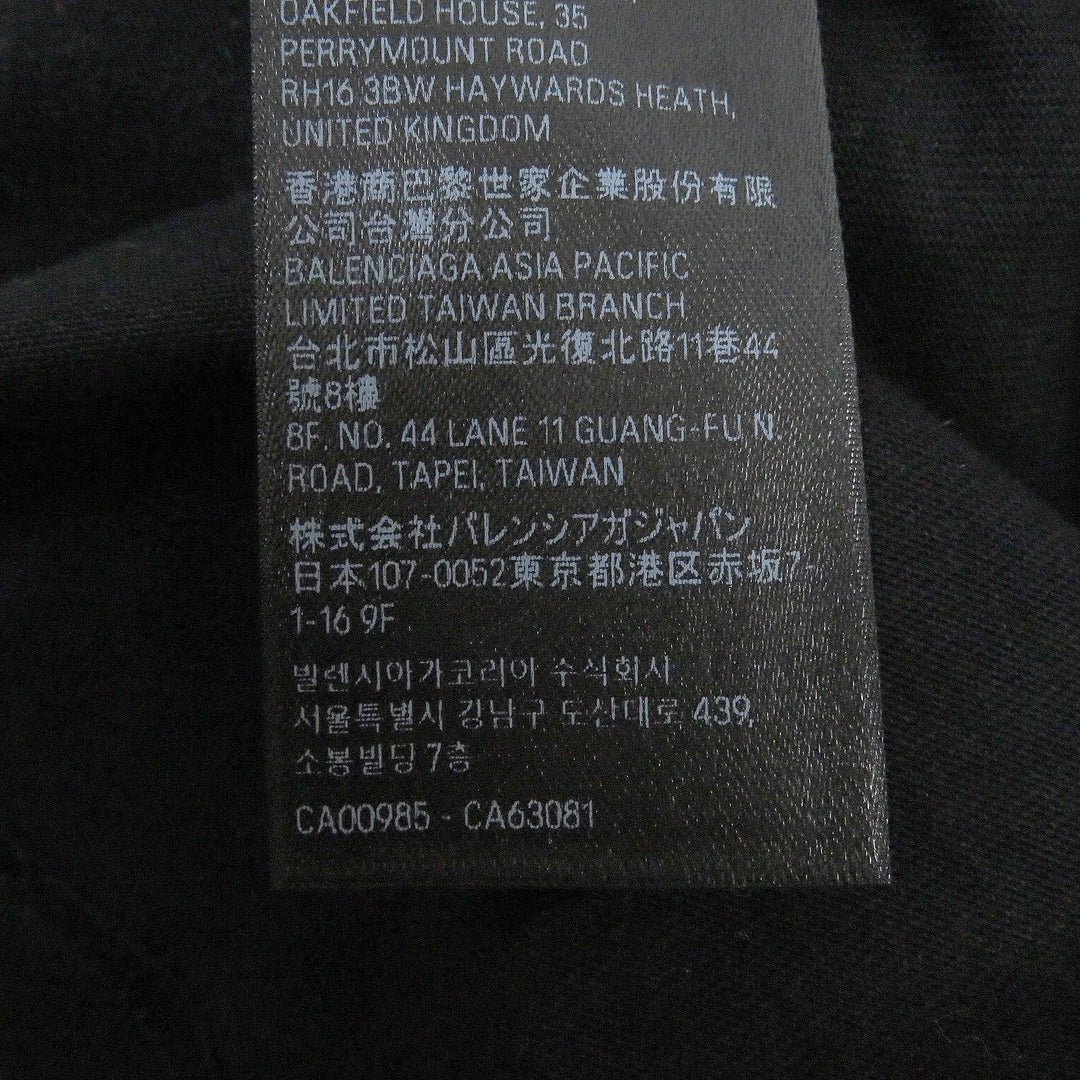 OAKFIELD HOUSE, 35
PERRYMOUNT ROAD
RH16 3BW HAYWARDS HEATH,
UNITED KINGDOM
香港商巴黎世家企業股份有限
公司台灣分公司
BALENCIAGA ASIA PACIFIC
LIMITED TAIWAN BRANCH
台北市松山區光復北路11巷44
號8樓
8F, NO. 44 LANE 11 GUANG-FU N.
ROAD, TAPEI, TAIWAN
株式会社バレンシアガジャパン
日本107-0052東京都港区赤坂7-
1-16 9F
발렌시아가코리아 주식회사
서울특별시 강남구 도산대로 439,
소봉빌딩 7층
CA00985 - CA63081